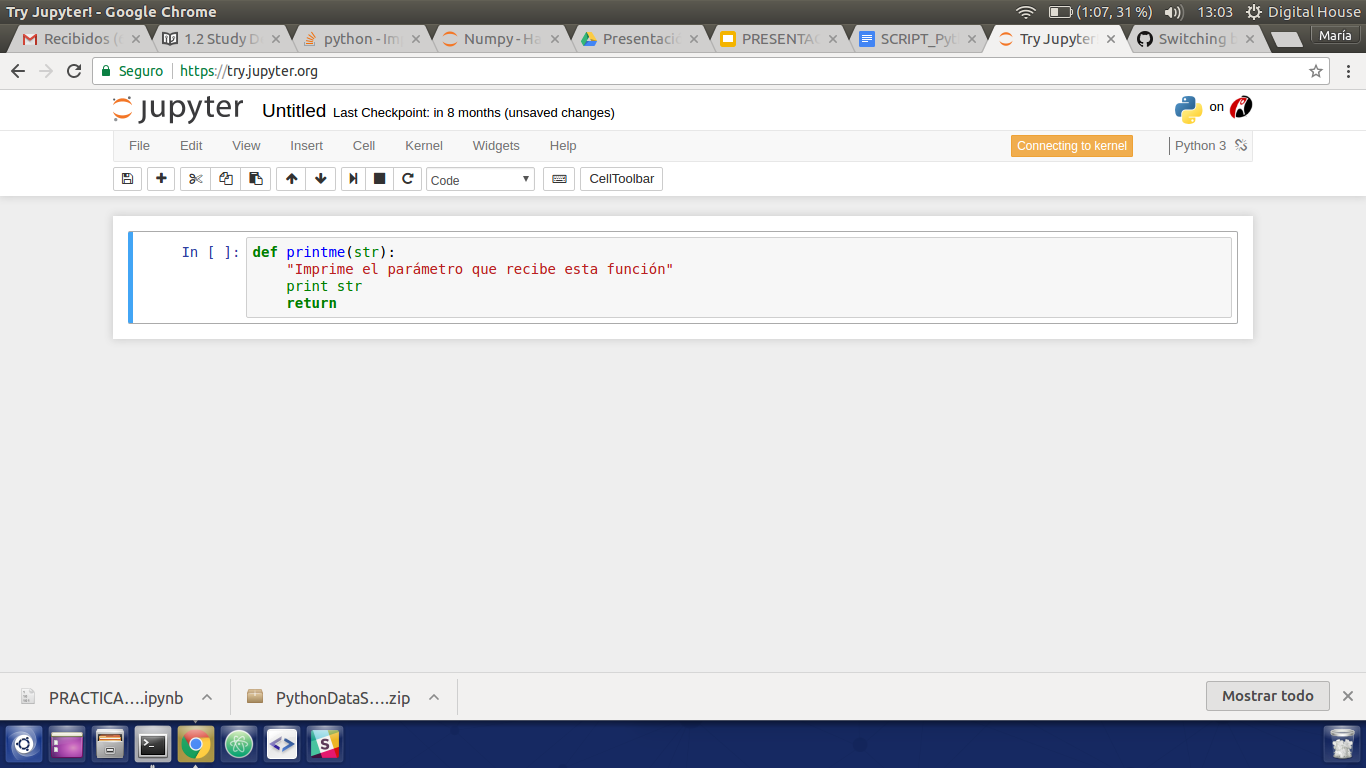 Try Jupyter! - Google Chrome
(1:07, 31 %)
13:03
Digital House
Recibidos (
1.2 Study D
python - Im
Numpy - Ha
Presentació
PRESENTAC
SCRIPT_Pyt
Try Jupyter
Switching b
María
Seguro
https://try.jupyter.org
jupyter
Untitled
Last Checkpoint: in 8 months (unsaved changes)
on
File Edit View Insert Cell Kernel Widgets Help
Connecting to kernel
Python 3
Code
CellToolbar
In [ ]:
def printme(str):
"Imprime el parámetro que recibe esta función"
print str
return
PRACTICA....ipynb
PythonDataS....zip
Mostrar todo